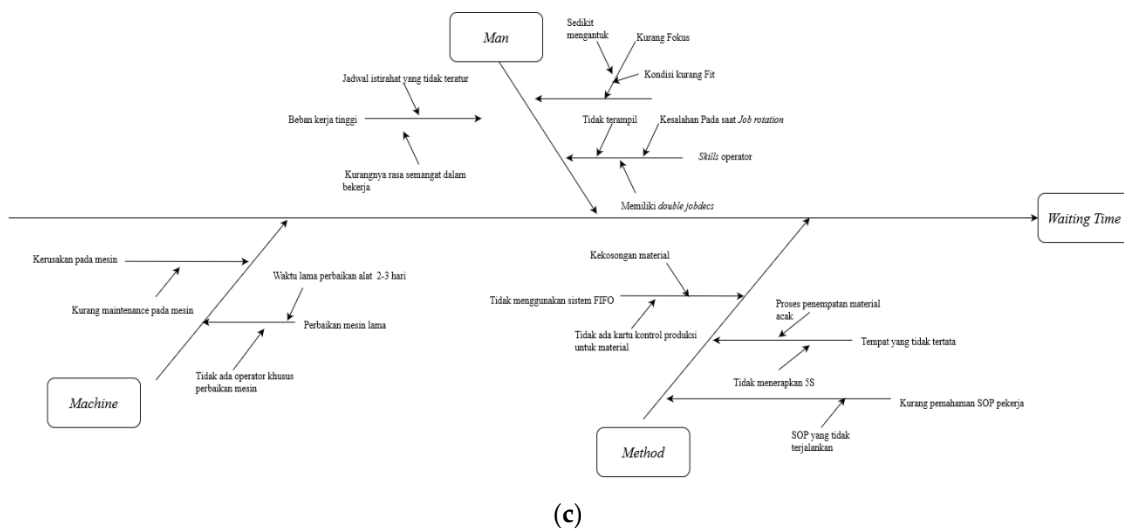 Man
Sedikit
mengantuk
Kurang Fokus
Kondisi kurang Fit
Jadwal istirahat yang tidak teratur
Beban kerja tinggi
Kurangnya rasa semangat dalam
bekerja
Tidak terampil
Kesalahan Pada saat Job rotation
Skills operator
Memiliki double jobdecs
Waiting Time
Kerusakan pada mesin
Kurang maintenance pada mesin
Waktu lama perbaikan alat 2-3 hari
Perbaikan mesin lama
Tidak ada operator khusus
perbaikan mesin
Machine
Kekosongan material
Tidak menggunakan sistem FIFO
Tidak ada kartu kontrol produksi
untuk material
Proses penempatan material
acak
Tempat yang tidak tertata
Tidak menerapkan 5S
Kurang pemahaman SOP pekerja
SOP yang tidak
terjalankan
Method
(c)